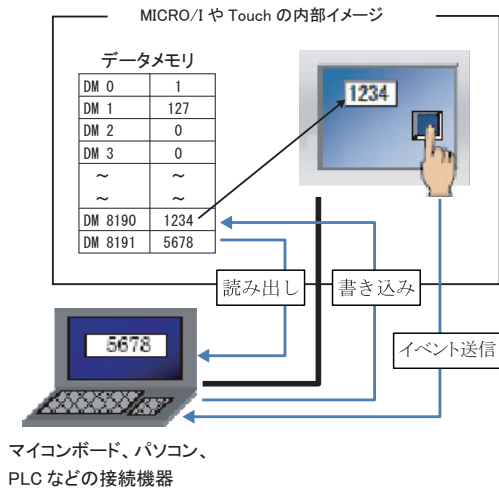 MICRO/I や Touch の内部イメージ
データメモリ
DM 0 1
DM 1 127
DM 2 0
DM 3 0
～ ～
～ ～
DM 8190 1234
DM 8191 5678
1234
読み出し
書き込み
イベント送信
5678
マイコンボード、パソコン、
PLC などの接続機器